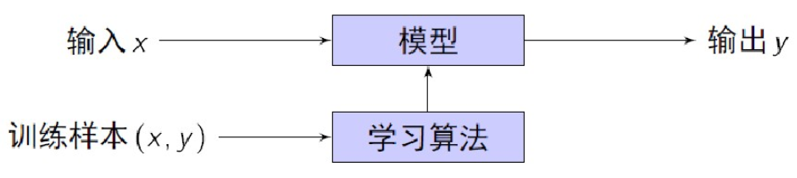 输入 x 模型 输出 y
训练样本 (x, y) 学习算法